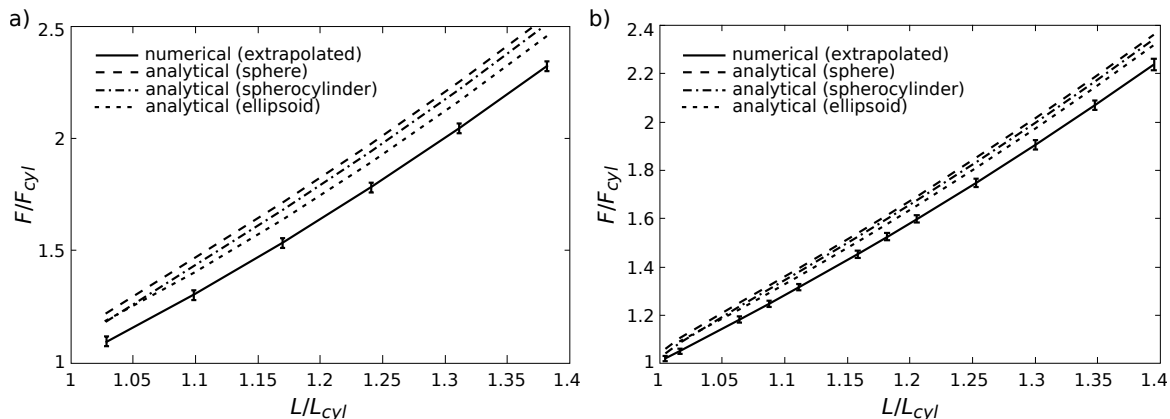 a)
2.5
2
1.5
1
F/F_cyl
numerical (extrapolated)
analytical (sphere)
analytical (spherocylinder)
analytical (ellipsoid)
1 1.05 1.1 1.15 1.2 1.25 1.3 1.35 1.4
L/L_cyl
b)
2.4
2.2
2
1.8
1.6
1.4
1.2
1
F/F_cyl
numerical (extrapolated)
analytical (sphere)
analytical (spherocylinder)
analytical (ellipsoid)
1 1.05 1.1 1.15 1.2 1.25 1.3 1.35 1.4
L/L_cyl